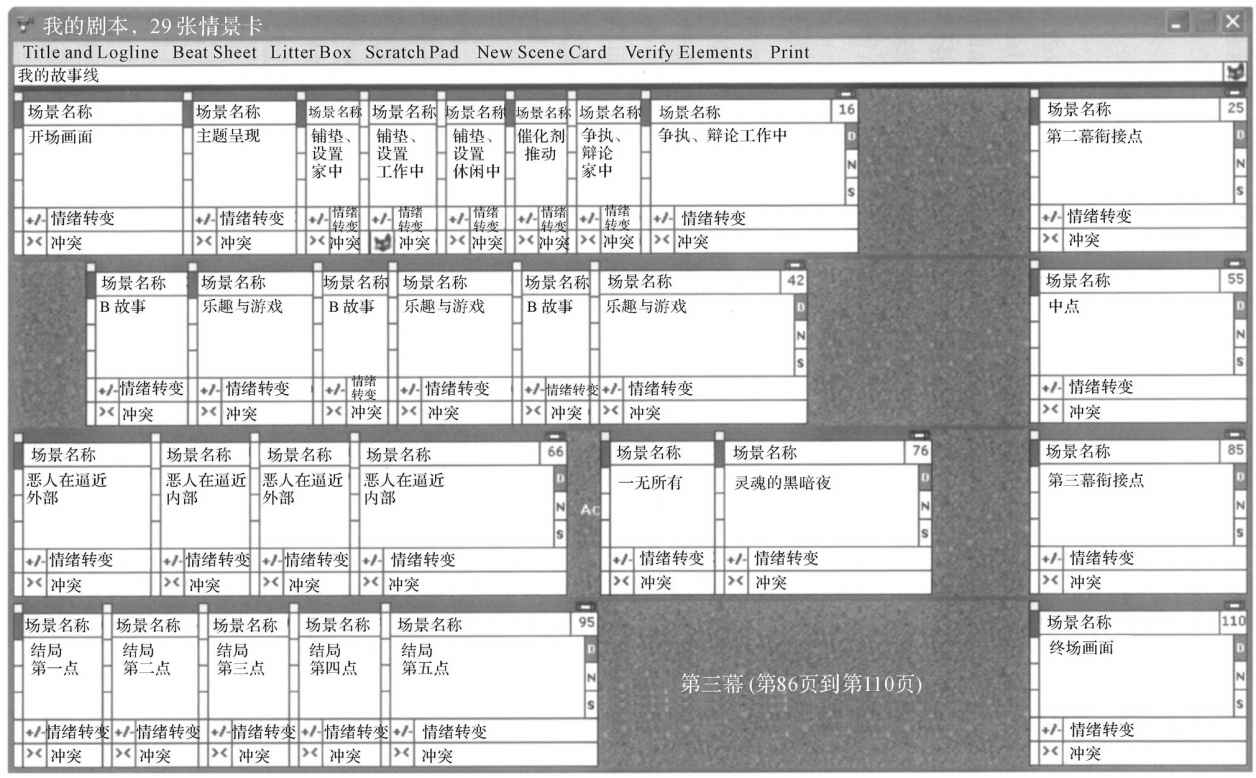 我的剧本，29 张情景卡
Title and Logline Beat Sheet Litter Box Scratch Pad New Scene Card Verify Elements Print
我的故事线
场景名称
开场画面
+/- 情绪转变
>< 冲突
场景名称
主题呈现
+/- 情绪转变
>< 冲突
场景名称
铺垫、
设置
家中
+/- 情绪
转变
>< 冲突
场景名称
铺垫、
设置
工作中
+/- 情绪
转变
冲突
场景名称
铺垫、
设置
休闲中
+/- 情绪
转变
>< 冲突
场景名称
催化剂
推动
+/- 情绪
转变
>< 冲突
场景名称
争执、
辩论
家中
+/- 情绪
转变
>< 冲突
场景名称 16
争执、辩论工作中
D
N
S
+/- 情绪转变
>< 冲突
场景名称 25
第二幕衔接点
D
N
S
+/- 情绪转变
>< 冲突
场景名称
B 故事
+/- 情绪转变
>< 冲突
场景名称
乐趣与游戏
+/- 情绪转变
>< 冲突
场景名称
B 故事
+/- 情绪
转变
>< 冲突
场景名称
乐趣与游戏
+/- 情绪转变
>< 冲突
场景名称
B 故事
+/- 情绪转变
>< 冲突
场景名称 42
乐趣与游戏
D
N
S
+/- 情绪转变
>< 冲突
场景名称 55
中点
D
N
S
+/- 情绪转变
>< 冲突
场景名称
恶人在逼近
外部
+/- 情绪转变
>< 冲突
场景名称
恶人在逼近
内部
+/- 情绪转变
>< 冲突
场景名称
恶人在逼近
外部
+/- 情绪转变
>< 冲突
场景名称 66
恶人在逼近
内部
D
N
S
+/- 情绪转变
>< 冲突
Ac
场景名称
一无所有
+/- 情绪转变
>< 冲突
场景名称 76
灵魂的黑暗夜
D
N
S
+/- 情绪转变
>< 冲突
场景名称 85
第三幕衔接点
D
N
S
+/- 情绪转变
>< 冲突
场景名称
结局
第一点
+/- 情绪转变
>< 冲突
场景名称
结局
第二点
+/- 情绪转变
>< 冲突
场景名称
结局
第三点
+/- 情绪转变
>< 冲突
场景名称
结局
第四点
+/- 情绪转变
>< 冲突
场景名称 95
结局
第五点
D
N
S
+/- 情绪转变
>< 冲突
第三幕 (第86页到第110页)
场景名称 110
终场画面
D
N
S
+/- 情绪转变
>< 冲突